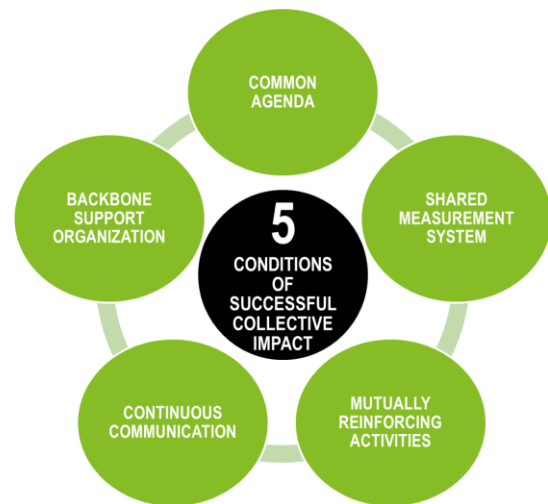 COMMON
AGENDA
SHARED
MEASUREMENT
SYSTEM
MUTUALLY
REINFORCING
ACTIVITIES
CONTINUOUS
COMMUNICATION
BACKBONE
SUPPORT
ORGANIZATION
5
CONDITIONS
OF
SUCCESSFUL
COLLECTIVE
IMPACT